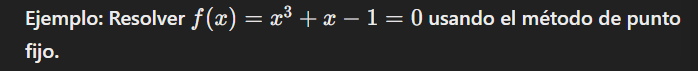 Ejemplo: Resolver f(x) = x³ + x − 1 = 0 usando el método de punto
fijo.